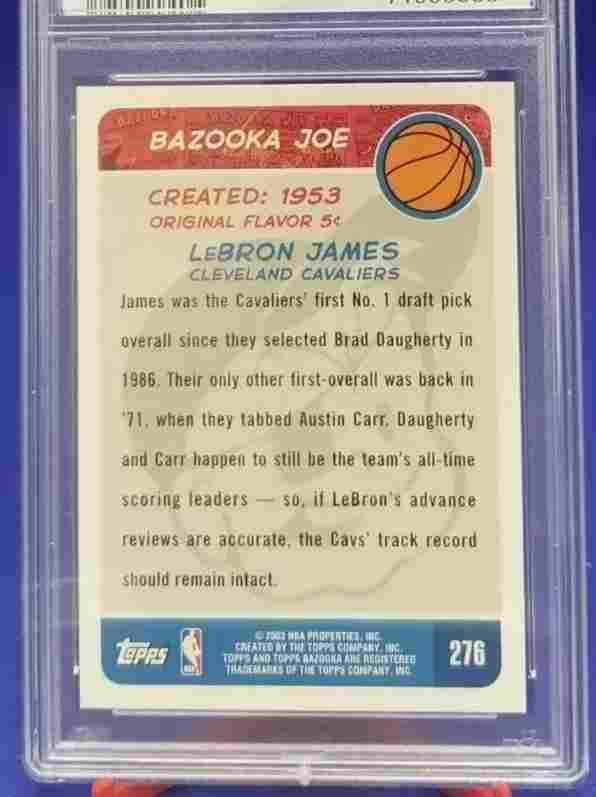 BAZOOKA JOE
CREATED: 1953
ORIGINAL FLAVOR 5¢
LEBRON JAMES
CLEVELAND CAVALIERS
James was the Cavaliers' first No. 1 draft pick
overall since they selected Brad Daugherty in
1986. Their only other first-overall was back in
'71, when they tabbed Austin Carr. Daugherty
and Carr happen to still be the team's all-time
scoring leaders — so, if LeBron's advance
reviews are accurate, the Cavs' track record
should remain intact.
© 2003 NBA PROPERTIES, INC.
CREATED BY THE TOPPS COMPANY, INC.
TOPPS AND TOPPS BAZOOKA ARE REGISTERED
TRADEMARKS OF THE TOPPS COMPANY, INC.
TOPPS
NBA
276